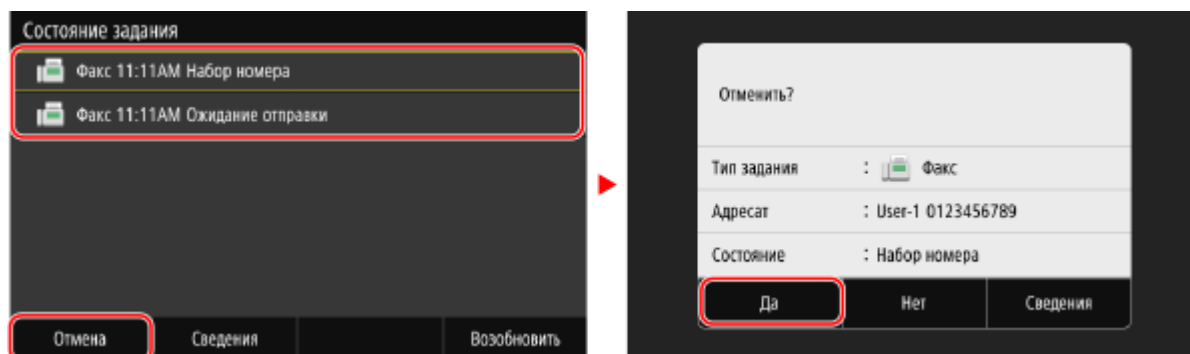 Состояние задания
Факс 11:11AM Набор номера
Факс 11:11AM Ожидание отправки
Отмена Сведения Возобновить
Отменить?
Тип задания : Факс
Адресат : User-1 0123456789
Состояние : Набор номера
Да Нет Сведения